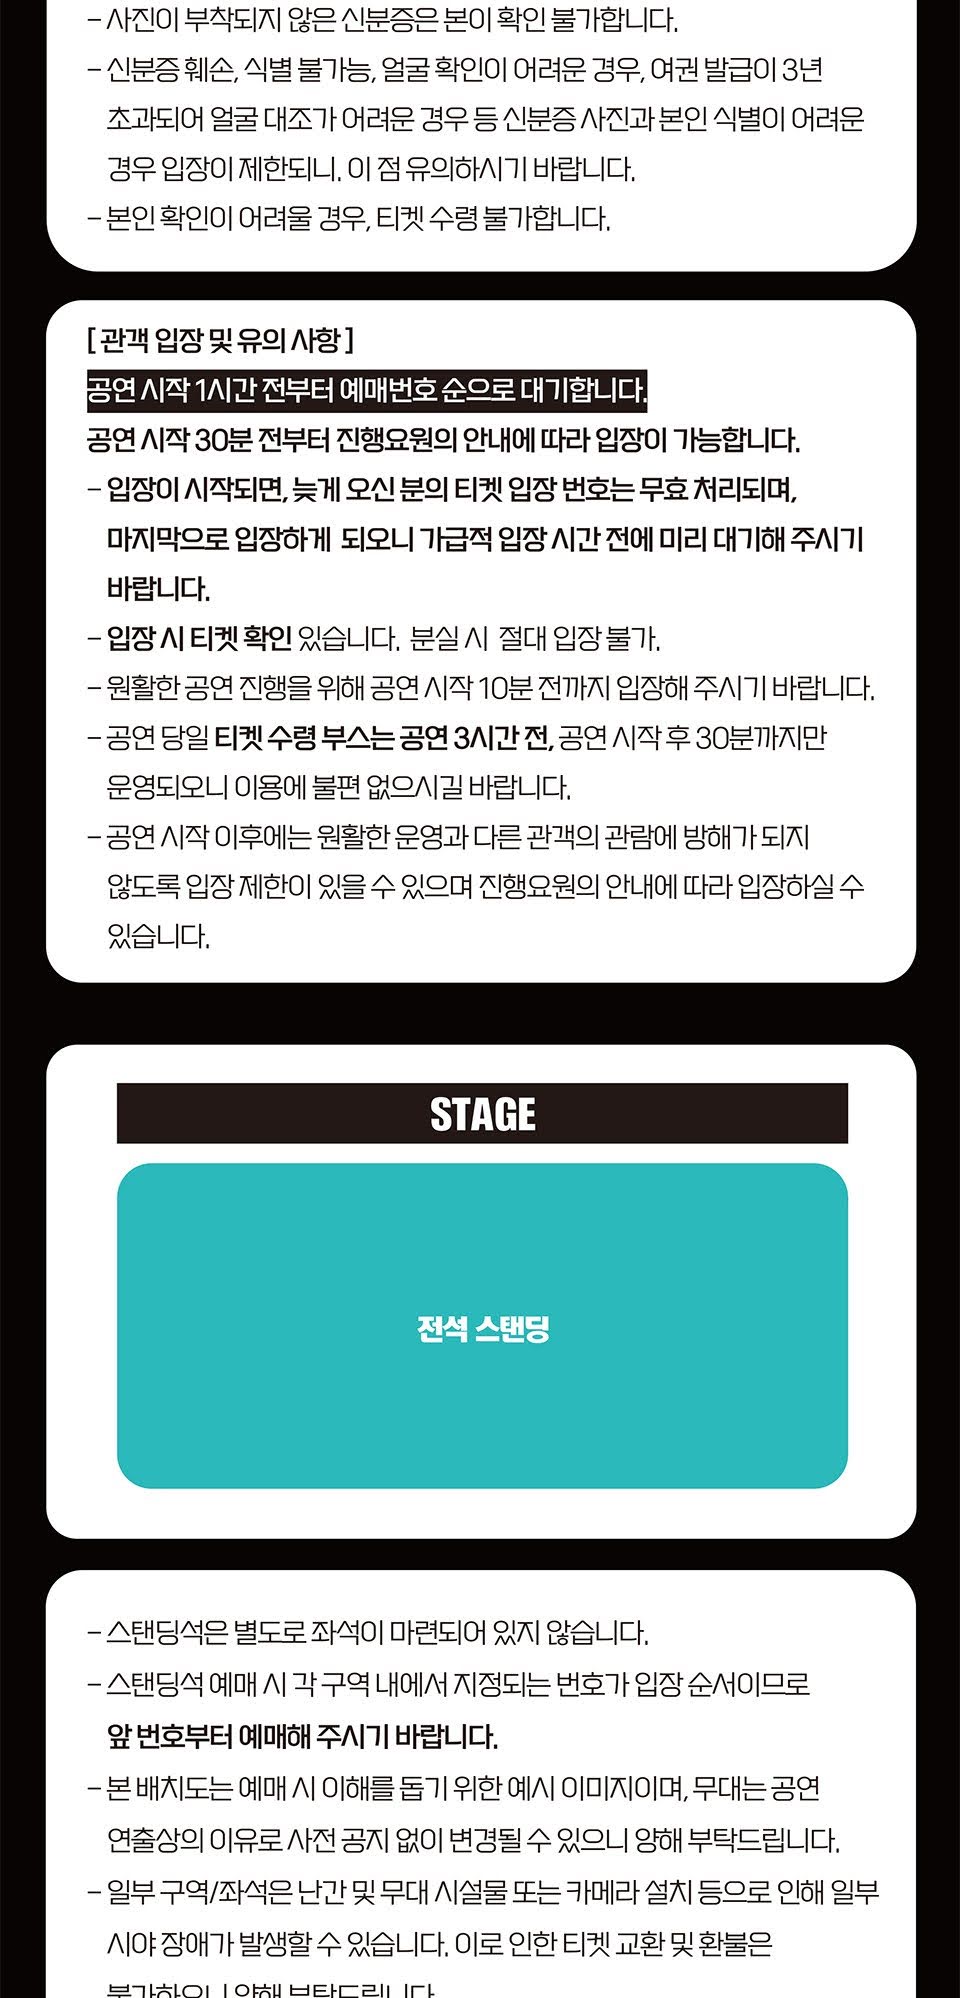 - 사진이 부착되지 않은 신분증은 본이 확인 불가합니다.
- 신분증 훼손, 식별 불가능, 얼굴 확인이 어려운 경우, 여권 발급이 3년
초과되어 얼굴 대조가 어려운 경우 등 신분증 사진과 본인 식별이 어려운
경우 입장이 제한되니. 이 점 유의하시기 바랍니다.
- 본인 확인이 어려울 경우, 티켓 수령 불가합니다.
[ 관객 입장 및 유의 사항 ]
공연 시작 1시간 전부터 예매번호 순으로 대기합니다.
공연 시작 30분 전부터 진행요원의 안내에 따라 입장이 가능합니다.
- 입장이 시작되면, 늦게 오신 분의 티켓 입장 번호는 무효 처리되며,
마지막으로 입장하게 되오니 가급적 입장 시간 전에 미리 대기해 주시기
바랍니다.
- 입장 시 티켓 확인 있습니다. 분실 시 절대 입장 불가.
- 원활한 공연 진행을 위해 공연 시작 10분 전까지 입장해 주시기 바랍니다.
- 공연 당일 티켓 수령 부스는 공연 3시간 전, 공연 시작 후 30분까지만
운영되오니 이용에 불편 없으시길 바랍니다.
- 공연 시작 이후에는 원활한 운영과 다른 관객의 관람에 방해가 되지
않도록 입장 제한이 있을 수 있으며 진행요원의 안내에 따라 입장하실 수
있습니다.
STAGE
전석 스탠딩
- 스탠딩석은 별도로 좌석이 마련되어 있지 않습니다.
- 스탠딩석 예매 시 각 구역 내에서 지정되는 번호가 입장 순서이므로
앞 번호부터 예매해 주시기 바랍니다.
- 본 배치도는 예매 시 이해를 돕기 위한 예시 이미지이며, 무대는 공연
연출상의 이유로 사전 공지 없이 변경될 수 있으니 양해 부탁드립니다.
- 일부 구역/좌석은 난간 및 무대 시설물 또는 카메라 설치 등으로 인해 일부
시야 장애가 발생할 수 있습니다. 이로 인한 티켓 교환 및 환불은
불가하오니 양해 부탁드립니다.